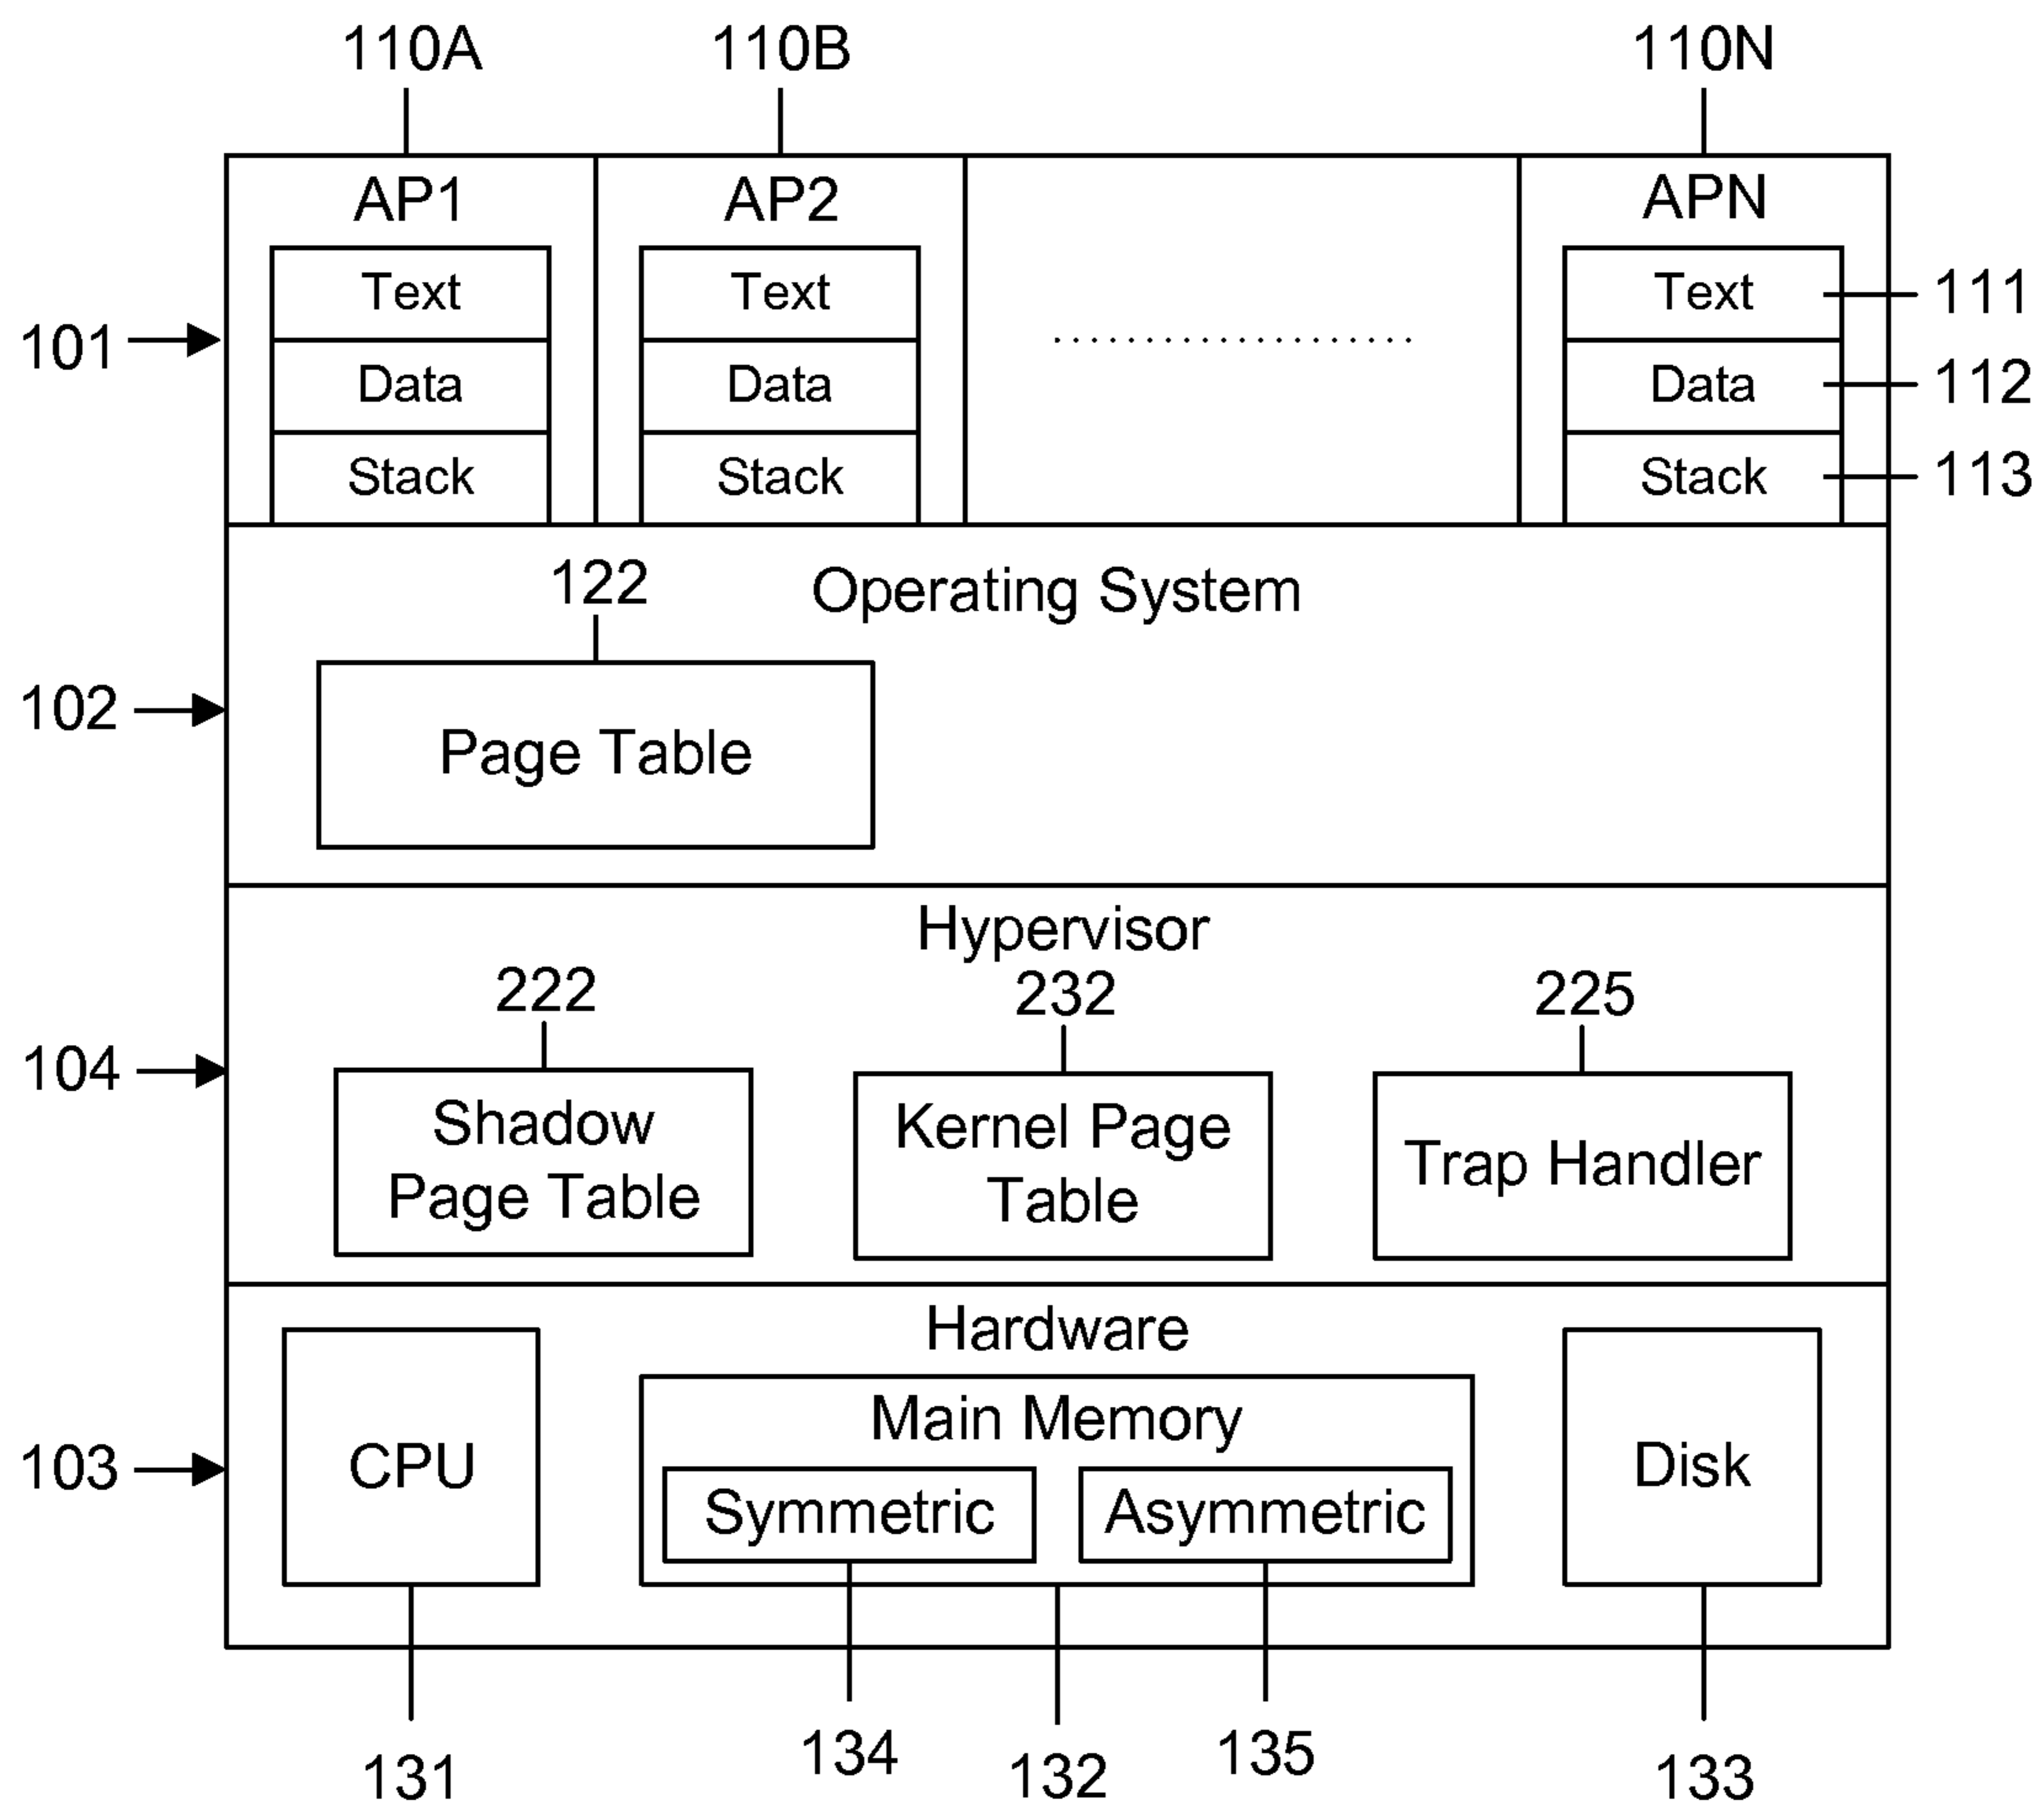 110A 110B 110N
AP1 AP2 APN
Text Text Text 111
101 ..................
Data Data Data 112
Stack Stack Stack 113
122 Operating System
102 Page Table
Hypervisor
222 232 225
104
Shadow Page Table
Kernel Page Table
Trap Handler
Hardware
103 CPU
Main Memory
Symmetric Asymmetric
Disk
131 134 132 135 133